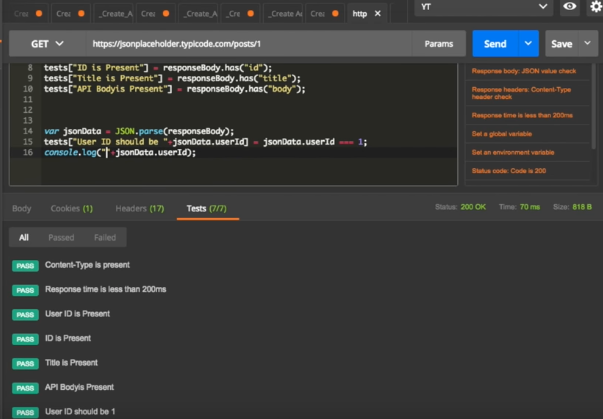 Crea Crea _Create_A Crea _Create_A _Cre _Create Ac Crea http ×
YT
GET https://jsonplaceholder.typicode.com/posts/1 Params Send Save
8 tests["ID is Present"] = responseBody.has("id");
9 tests["Title is Present"] = responseBody.has("title");
10 tests["API Bodyis Present"] = responseBody.has("body");
11
12
13
14 var jsonData = JSON.parse(responseBody);
15 tests["User ID should be "+jsonData.userId] = jsonData.userId === 1;
16 console.log(""+jsonData.userId);
Response body: JSON value check
Response headers: Content-Type
header check
Response time is less than 200ms
Set a global variable
Set an environment variable
Status code: Code is 200
Body Cookies (1) Headers (17) Tests (7/7) Status: 200 OK Time: 70 ms Size: 818 B
All Passed Failed
PASS Content-Type is present
PASS Response time is less than 200ms
PASS User ID is Present
PASS ID is Present
PASS Title is Present
PASS API Bodyis Present
PASS User ID should be 1